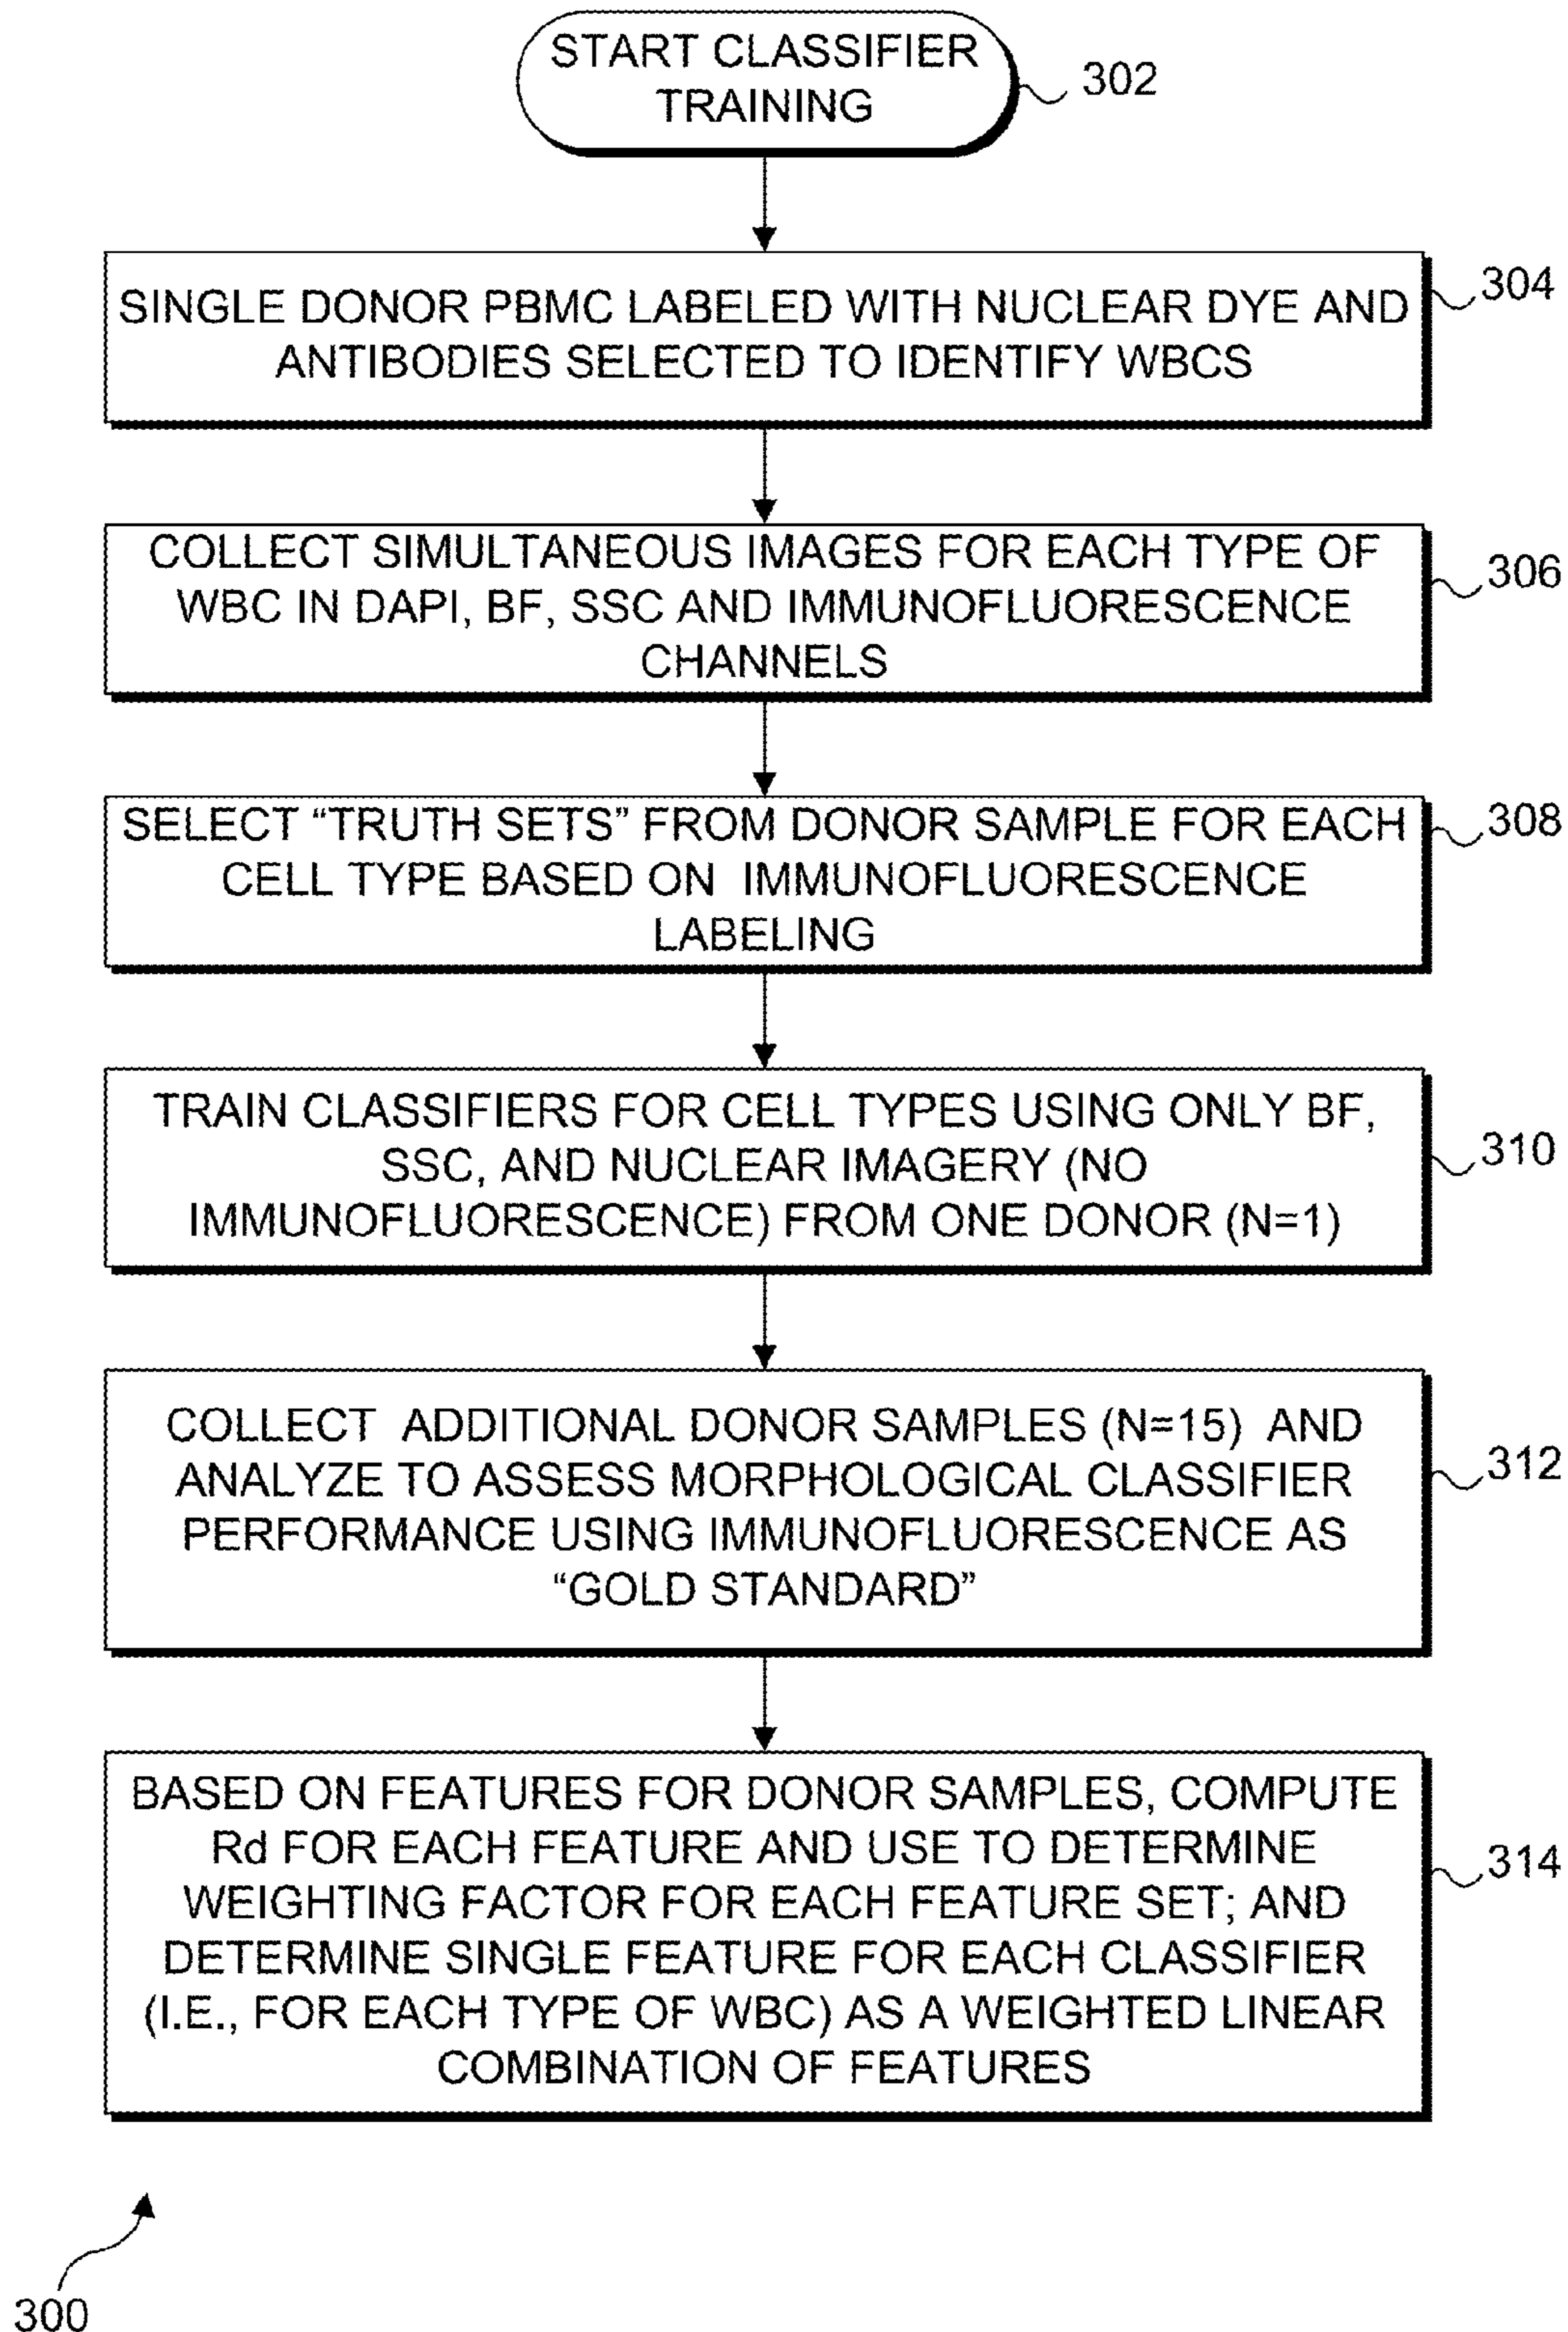 START CLASSIFIER
TRAINING
302
SINGLE DONOR PBMC LABELED WITH NUCLEAR DYE AND
ANTIBODIES SELECTED TO IDENTIFY WBCS
304
COLLECT SIMULTANEOUS IMAGES FOR EACH TYPE OF
WBC IN DAPI, BF, SSC AND IMMUNOFLUORESCENCE
CHANNELS
306
SELECT “TRUTH SETS” FROM DONOR SAMPLE FOR EACH
CELL TYPE BASED ON IMMUNOFLUORESCENCE
LABELING
308
TRAIN CLASSIFIERS FOR CELL TYPES USING ONLY BF,
SSC, AND NUCLEAR IMAGERY (NO
IMMUNOFLUORESCENCE) FROM ONE DONOR (N=1)
310
COLLECT ADDITIONAL DONOR SAMPLES (N=15) AND
ANALYZE TO ASSESS MORPHOLOGICAL CLASSIFIER
PERFORMANCE USING IMMUNOFLUORESCENCE AS
“GOLD STANDARD”
312
BASED ON FEATURES FOR DONOR SAMPLES, COMPUTE
Rd FOR EACH FEATURE AND USE TO DETERMINE
WEIGHTING FACTOR FOR EACH FEATURE SET; AND
DETERMINE SINGLE FEATURE FOR EACH CLASSIFIER
(I.E., FOR EACH TYPE OF WBC) AS A WEIGHTED LINEAR
COMBINATION OF FEATURES
314
300